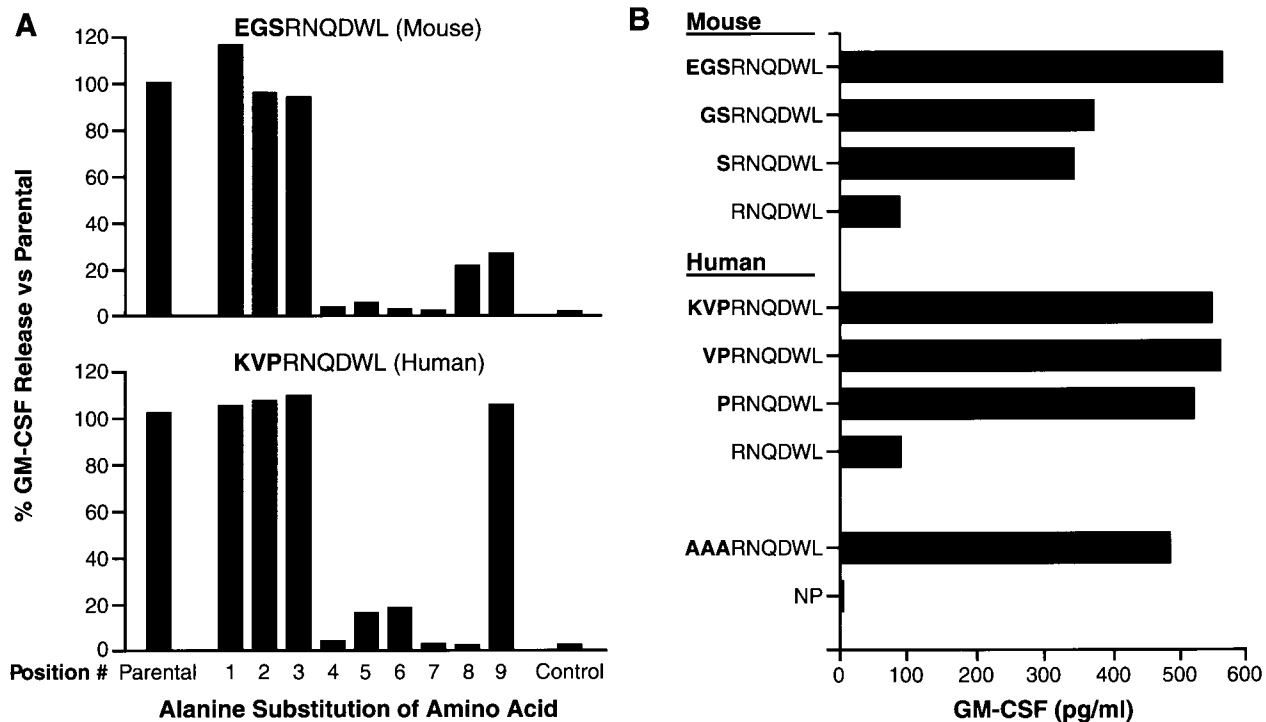 A
EGSRNQDWL (Mouse)
120
100
80
60
40
20
0
KVPRNQDWL (Human)
120
100
80
60
40
20
0
% GM-CSF Release vs Parental
Position # Parental 1 2 3 4 5 6 7 8 9 Control
Alanine Substitution of Amino Acid
B
Mouse
EGSRNQDWL
GSRNQDWL
SRNQDWL
RNQDWL
Human
KVPRNQDWL
VPRNQDWL
PRNQDWL
RNQDWL
AAARNQDWL
NP
0 100 200 300 400 500 600
GM-CSF (pg/ml)